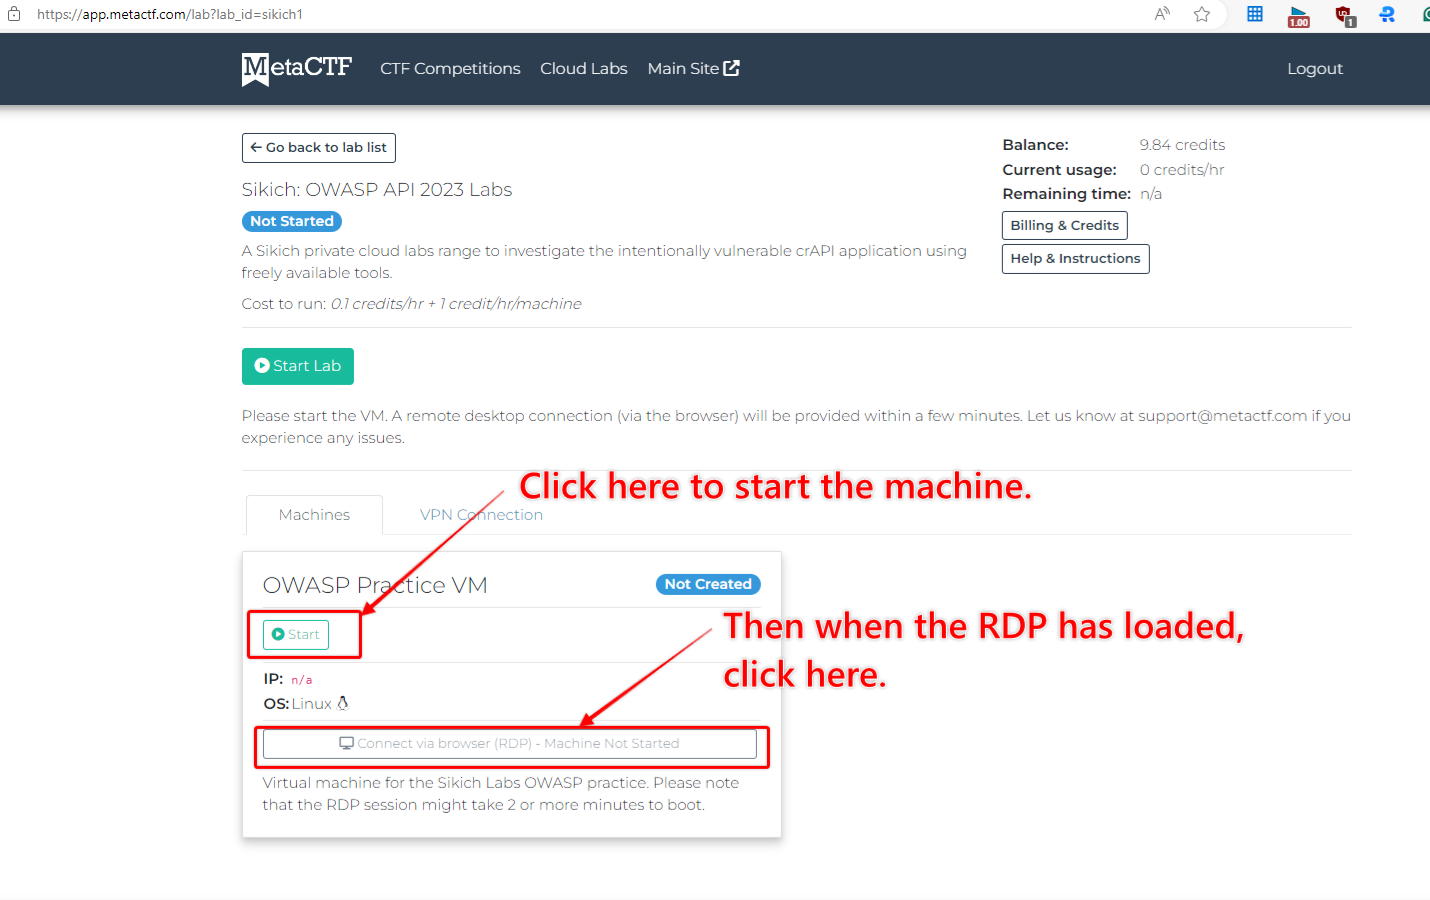 https://app.metactf.com/lab?lab_id=sikich1
1.00
1
MetaCTF
CTF Competitions
Cloud Labs
Main Site
Logout
Go back to lab list
Balance: 9.84 credits
Current usage: 0 credits/hr
Remaining time: n/a
Billing & Credits
Help & Instructions
Sikich: OWASP API 2023 Labs
Not Started
A Sikich private cloud labs range to investigate the intentionally vulnerable crAPI application using
freely available tools.
Cost to run: 0.1 credits/hr + 1 credit/hr/machine
Start Lab
Please start the VM. A remote desktop connection (via the browser) will be provided within a few minutes. Let us know at support@metactf.com if you
experience any issues.
Click here to start the machine.
Machines
VPN Connection
OWASP Practice VM
Not Created
Start
Then when the RDP has loaded,
click here.
IP: n/a
OS: Linux
Connect via browser (RDP) - Machine Not Started
Virtual machine for the Sikich Labs OWASP practice. Please note
that the RDP session might take 2 or more minutes to boot.